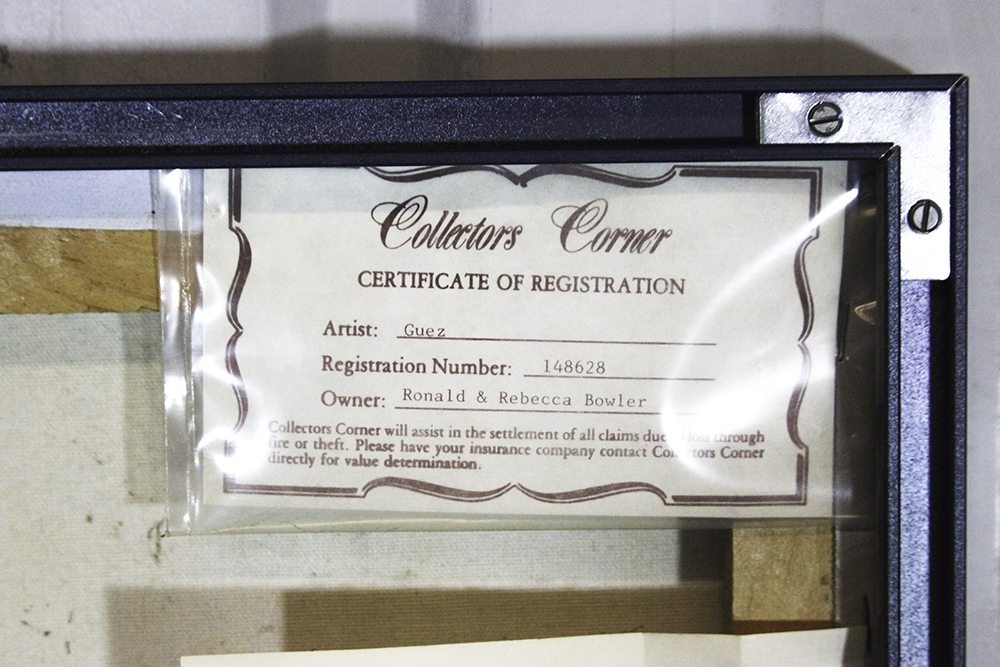 Collectors Corner
CERTIFICATE OF REGISTRATION
Artist: Guez
Registration Number: 148628
Owner: Ronald & Rebecca Bowler
Collectors Corner will assist in the settlement of all claims due loss through
fire or theft. Please have your insurance company contact Collectors Corner
directly for value determination.